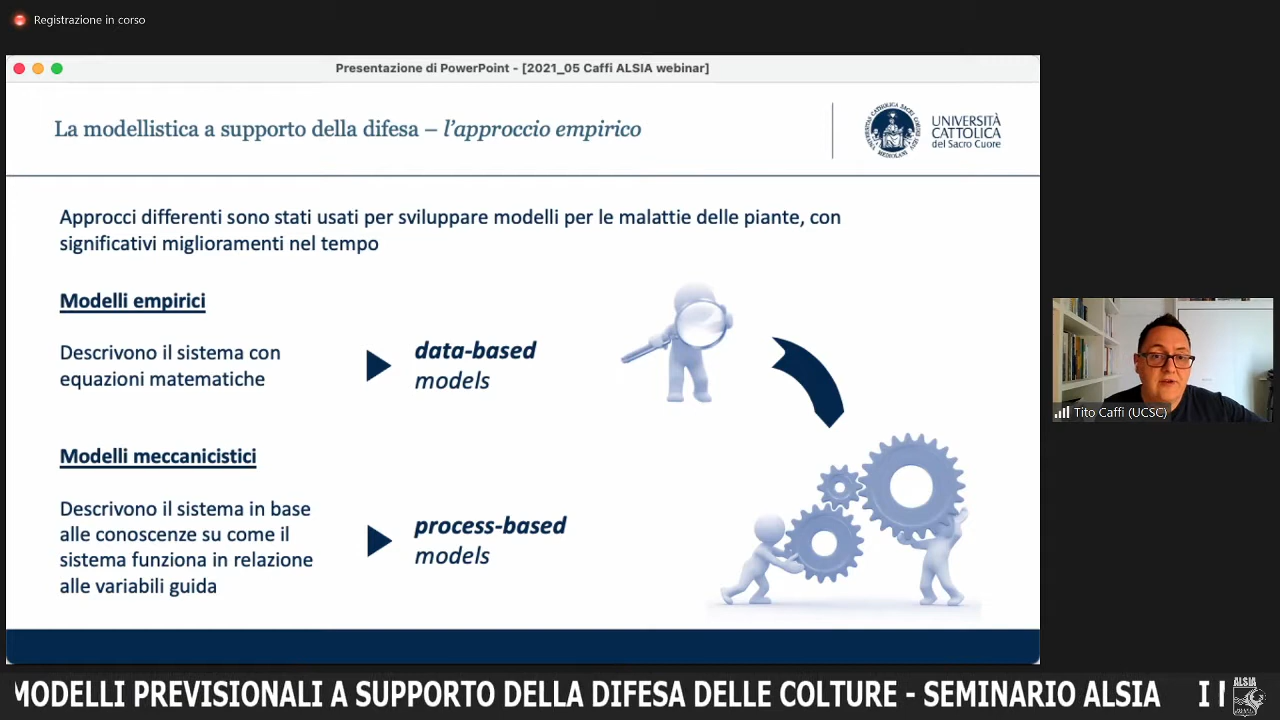 Registrazione in corso
Presentazione di PowerPoint - [2021_05 Caffi ALSIA webinar]
La modellistica a supporto della difesa – l'approccio empirico
UNIVERSITÀ
CATTOLICA
del Sacro Cuore
Approcci differenti sono stati usati per sviluppare modelli per le malattie delle piante, con
significativi miglioramenti nel tempo
Modelli empirici
Descrivono il sistema con
equazioni matematiche
data-based
models
Modelli meccanicistici
Descrivono il sistema in base
alle conoscenze su come il
sistema funziona in relazione
alle variabili guida
process-based
models
Tito Caffi (UCSC)
MODELLI PREVISIONALI A SUPPORTO DELLA DIFESA DELLE COLTURE - SEMINARIO ALSIA I
ALSIA